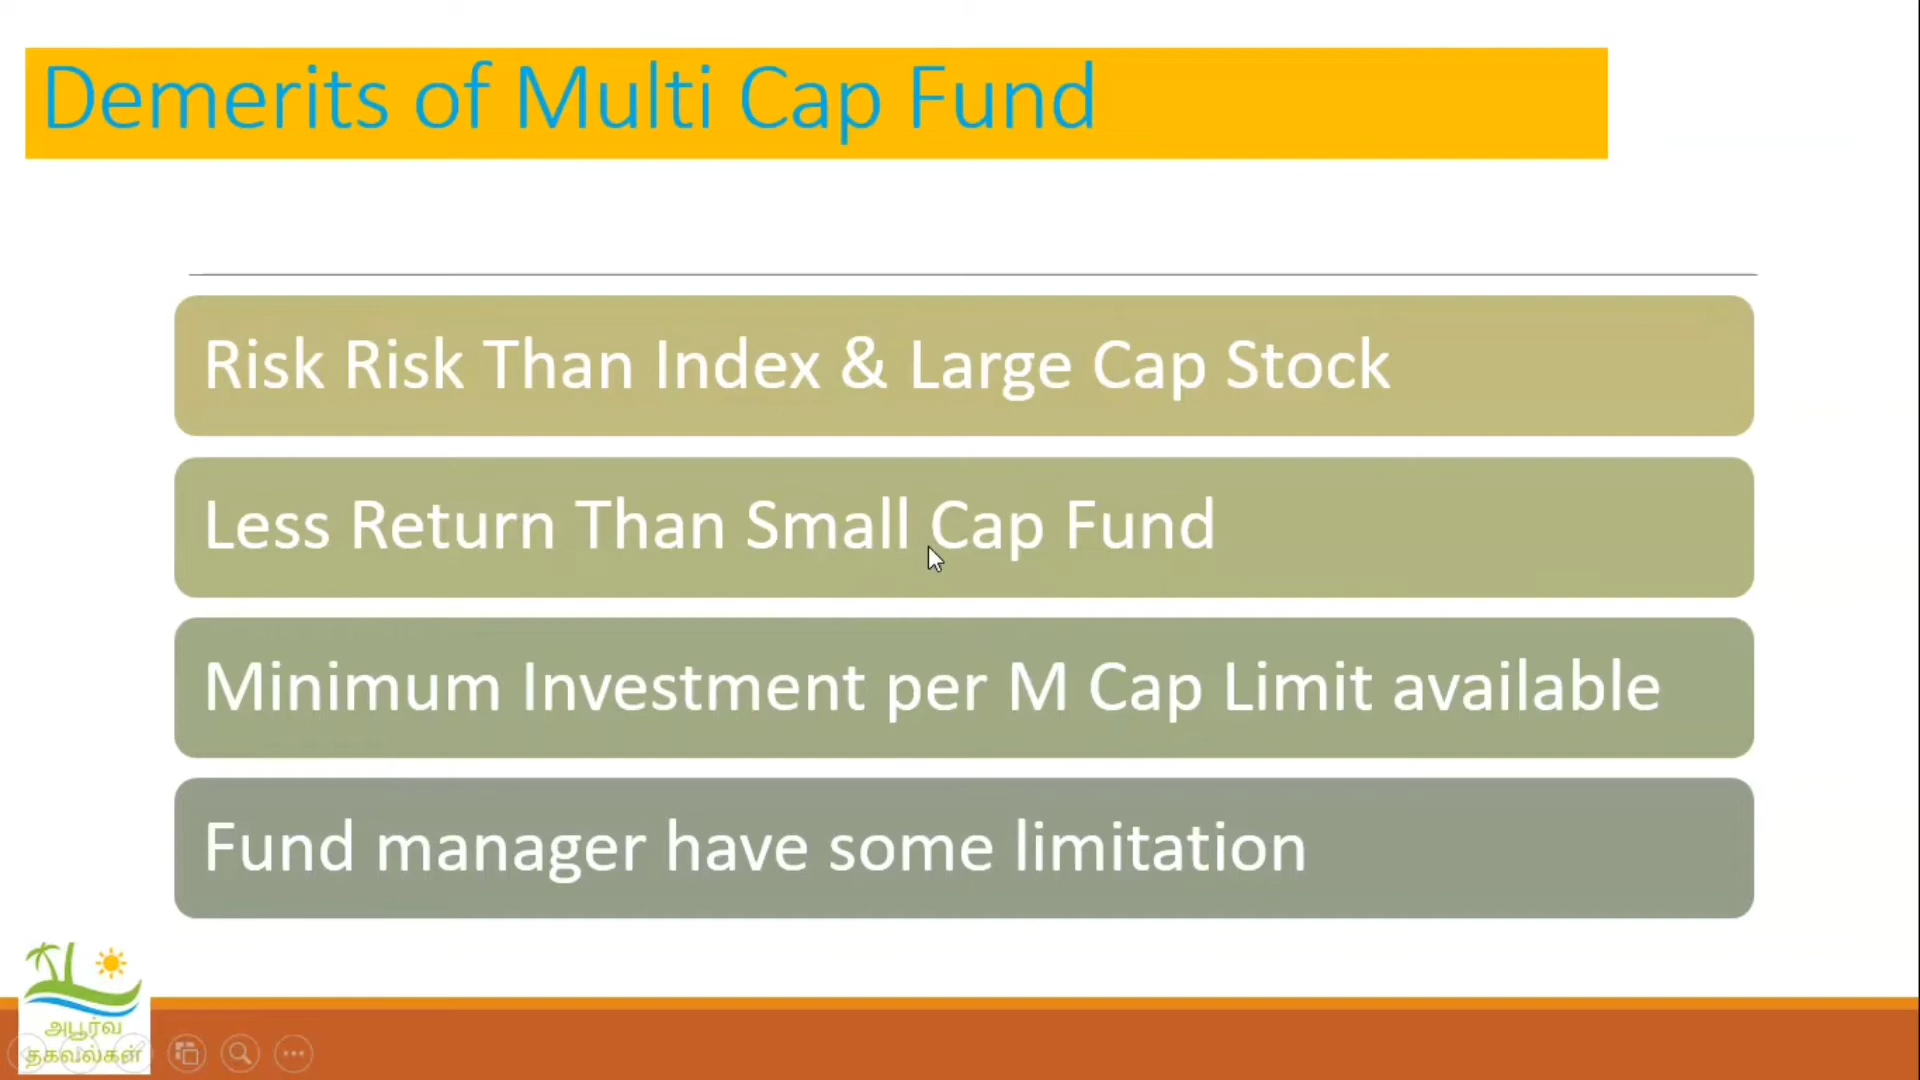 Demerits of Multi Cap Fund
Risk Risk Than Index & Large Cap Stock
Less Return Than Small Cap Fund
Minimum Investment per M Cap Limit available
Fund manager have some limitation
அபூர்வ
தகவல்கள்